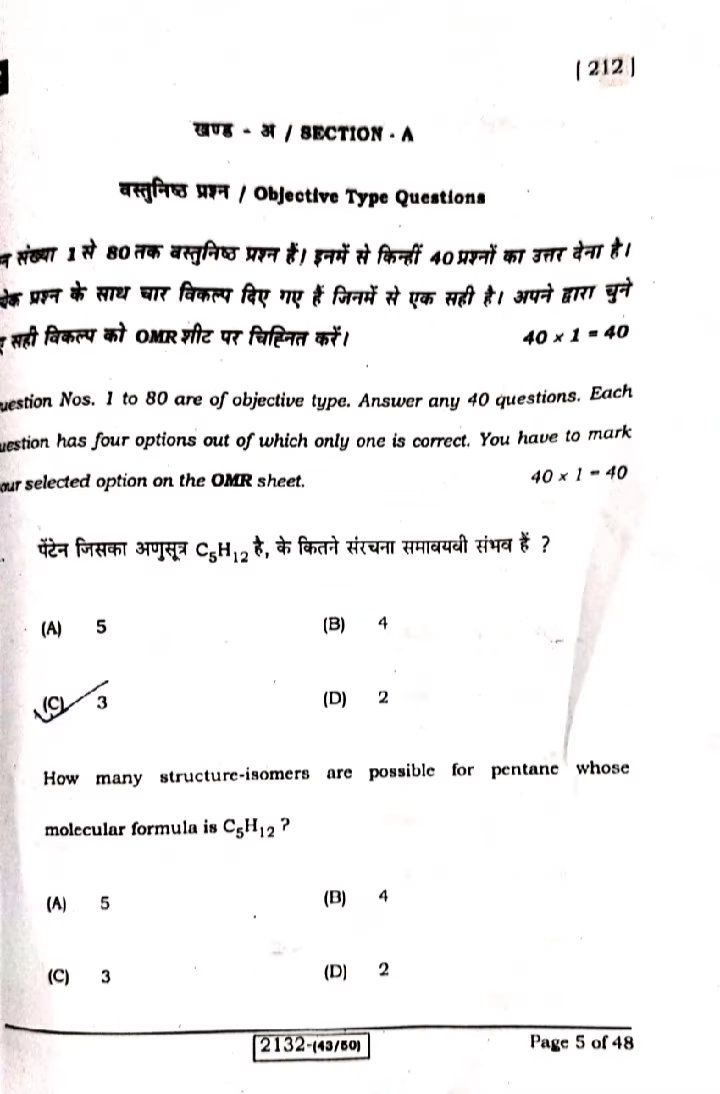 [ 212 ]
खण्ड - अ / SECTION - A
वस्तुनिष्ठ प्रश्न / Objective Type Questions
संख्या 1 से 80 तक वस्तुनिष्ठ प्रश्न हैं। इनमें से किन्हीं 40 प्रश्नों का उत्तर देना है।
प्रश्न के साथ चार विकल्प दिए गए हैं जिनमें से एक सही है। अपने द्वारा चुने
सही विकल्प को OMR शीट पर चिह्नित करें। 40 × 1 = 40
uestion Nos. 1 to 80 are of objective type. Answer any 40 questions. Each
uestion has four options out of which only one is correct. You have to mark
our selected option on the OMR sheet. 40 × 1 = 40
पेंटेन जिसका अणुसूत्र C₅H₁₂ है, के कितने संरचना समावयवी संभव हैं ?
(A) 5 (B) 4
(C) 3 (D) 2
How many structure-isomers are possible for pentane whose
molecular formula is C₅H₁₂ ?
(A) 5 (B) 4
(C) 3 (D) 2
2132-(43/50) Page 5 of 48